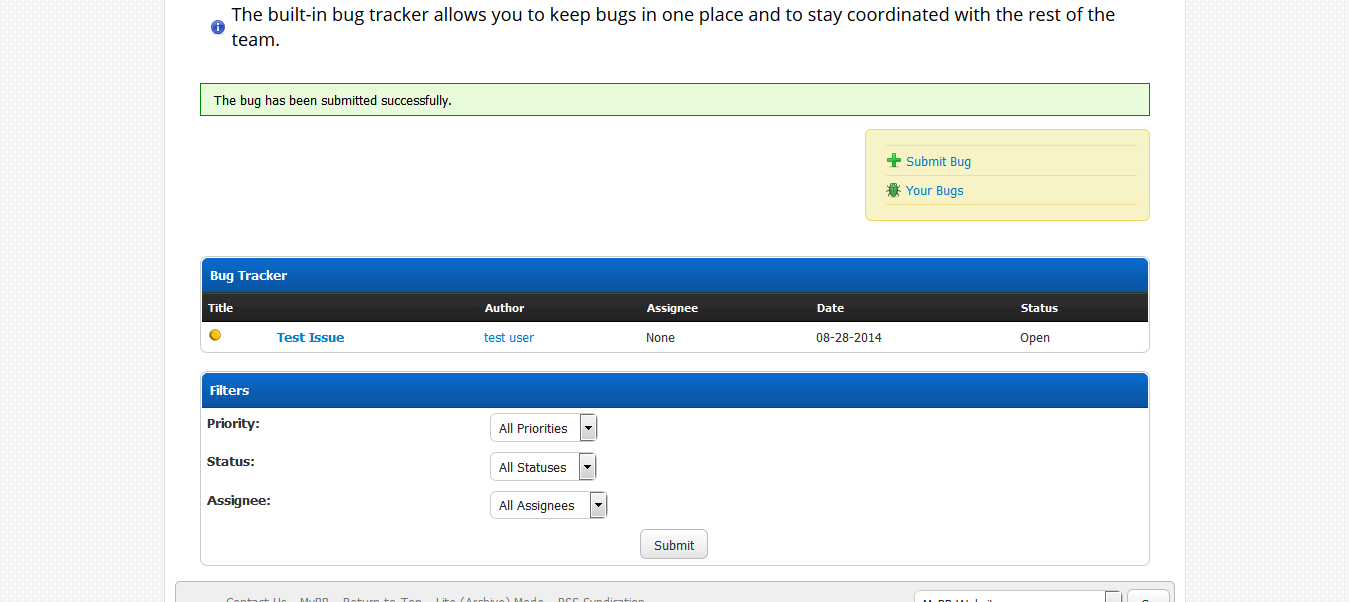 The built-in bug tracker allows you to keep bugs in one place and to stay coordinated with the rest of the
team.
The bug has been submitted successfully.
Submit Bug
Your Bugs
Bug Tracker
Title Author Assignee Date Status
Test Issue test user None 08-28-2014 Open
Filters
Priority: All Priorities
Status: All Statuses
Assignee: All Assignees
Submit
Contact Us MyBB Return to Top Lite (Archive) Mode RSS Syndication